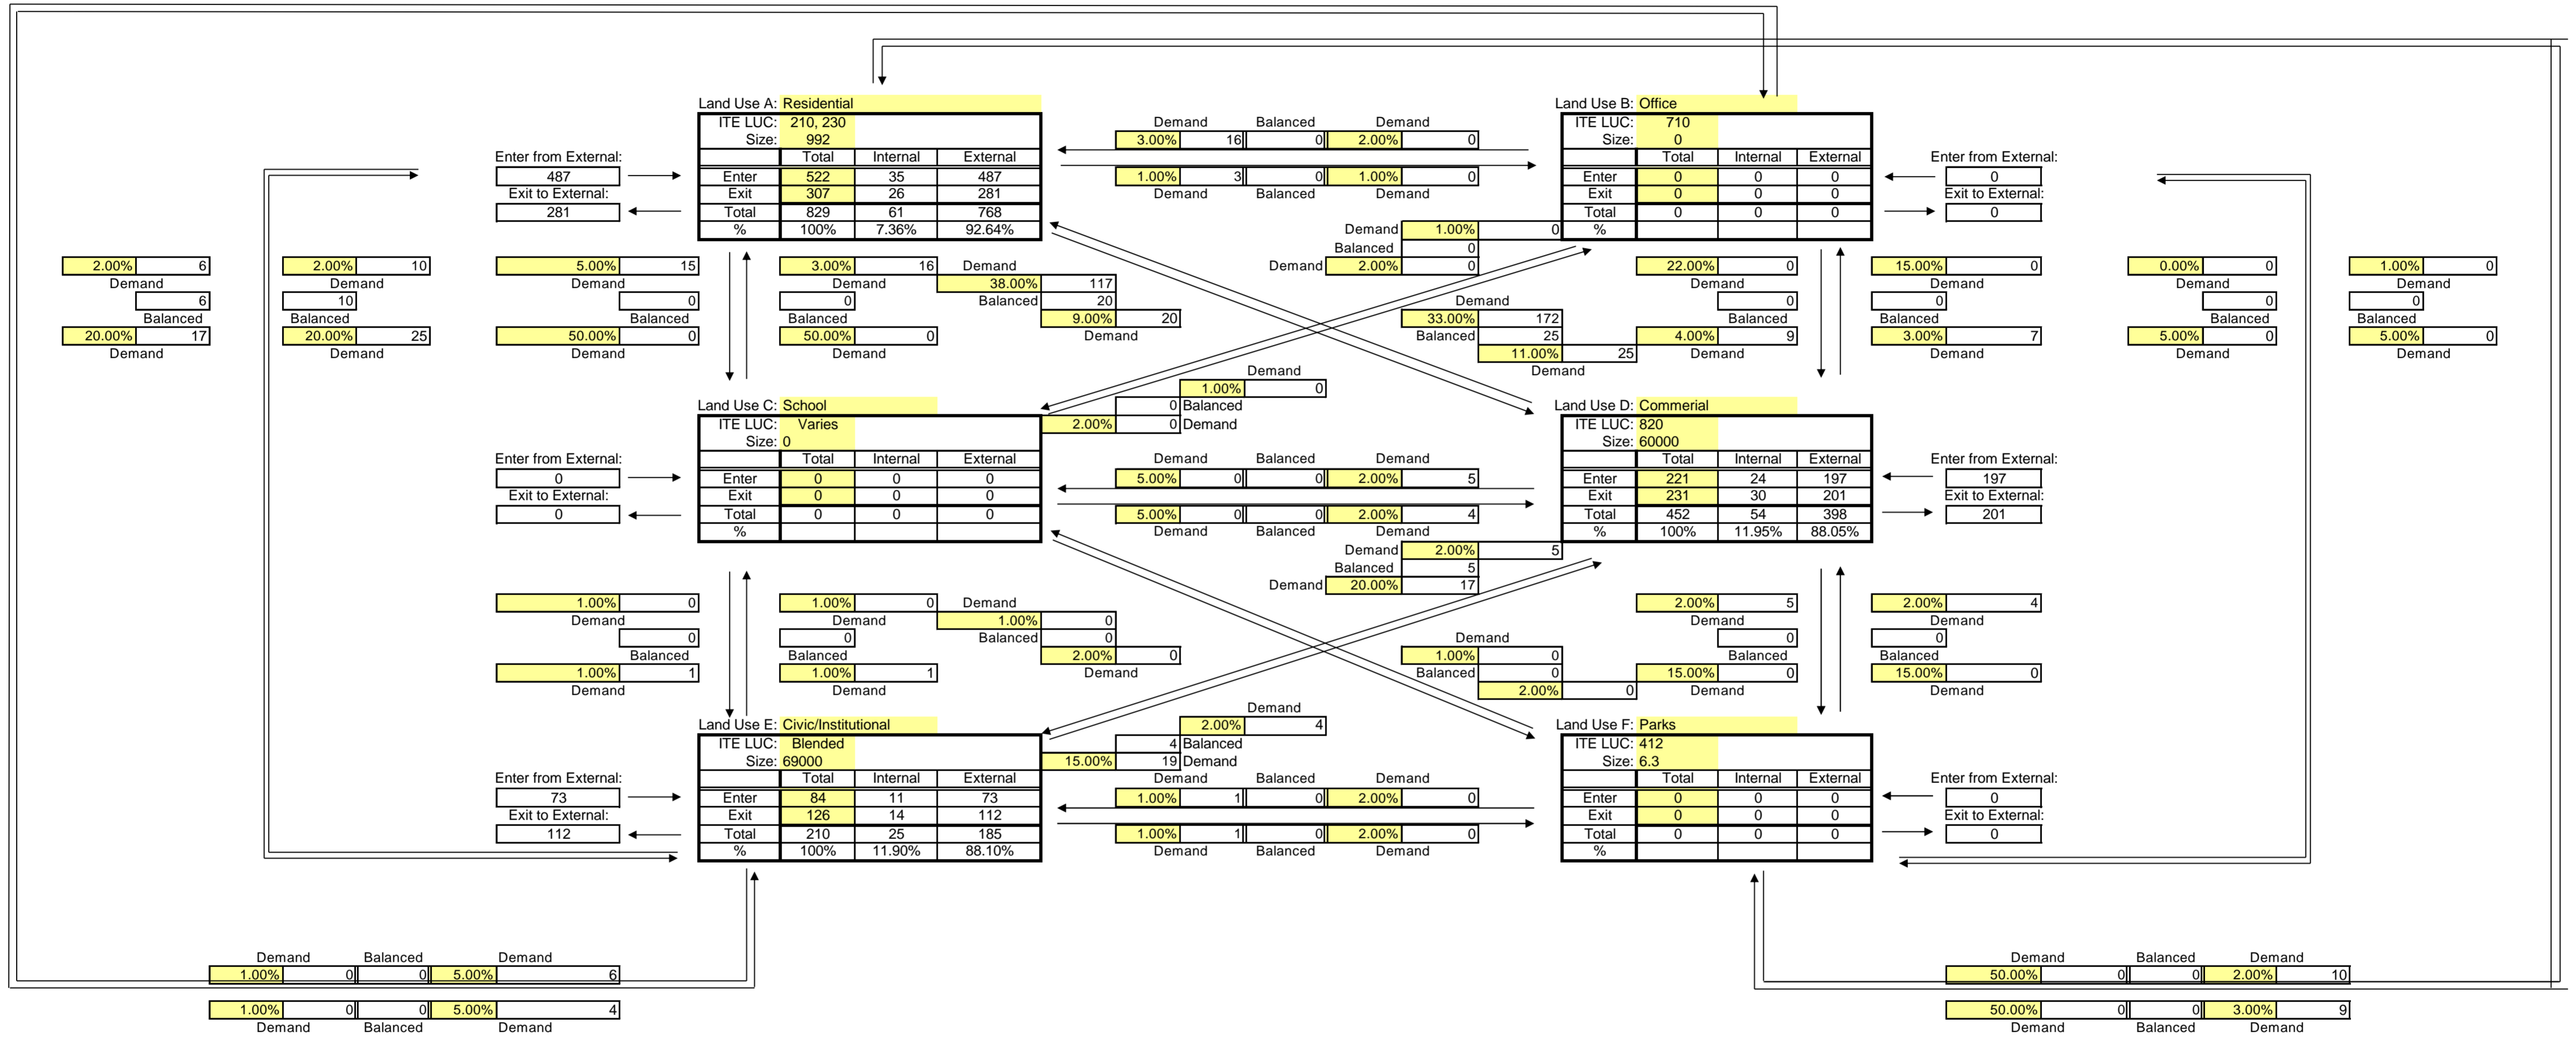 Land Use A: Residential
Land Use B: Office
ITE LUC: 210, 230
Demand Balanced Demand
ITE LUC: 710
Size: 992
3.00% 16 0 2.00% 0
Size: 0
Enter from External:
Total Internal External
Total Internal External
Enter from External:
487
Enter 522 35 487
1.00% 3 0 1.00% 0
Enter 0 0 0
0
Exit to External:
Exit 307 26 281
Demand Balanced Demand
Exit 0 0 0
Exit to External:
281
Total 829 61 768
Total 0 0 0
0
% 100% 7.36% 92.64%
Demand 1.00% 0
%
Balanced 0
Demand 2.00% 0
2.00% 6
2.00% 10
5.00% 15
3.00% 16
Demand
22.00% 0
15.00% 0
0.00% 0
1.00% 0
Demand
Demand
Demand
Demand
38.00% 117
Demand
Demand
Demand
Demand
6
10
0
0
Balanced 20
Demand
0
0
0
0
Balanced
Balanced
Balanced
Balanced
9.00% 20
33.00% 172
Balanced
Balanced
Balanced
Balanced
20.00% 17
20.00% 25
50.00% 0
50.00% 0
Demand
Balanced 25
4.00% 9
3.00% 7
5.00% 0
5.00% 0
Demand
Demand
Demand
Demand
11.00% 25
Demand
Demand
Demand
Demand
Demand
Demand
1.00% 0
Land Use C: School
0 Balanced
Land Use D: Commerial
ITE LUC: Varies
2.00% 0 Demand
ITE LUC: 820
Size: 0
Size: 60000
Enter from External:
Total Internal External
Demand Balanced Demand
Total Internal External
Enter from External:
0
Enter 0 0 0
5.00% 0 0 2.00% 5
Enter 221 24 197
197
Exit to External:
Exit 0 0 0
Exit 231 30 201
Exit to External:
0
Total 0 0 0
5.00% 0 0 2.00% 4
Total 452 54 398
201
%
Demand Balanced Demand
% 100% 11.95% 88.05%
Demand 2.00% 5
Balanced 5
Demand 20.00% 17
1.00% 0
1.00% 0
Demand
2.00% 5
2.00% 4
Demand
Demand
1.00% 0
Demand
Demand
0
0
Balanced 0
Demand
0
0
Balanced
Balanced
2.00% 0
1.00% 0
Balanced
Balanced
1.00% 1
1.00% 1
Demand
Balanced 0
15.00% 0
15.00% 0
Demand
Demand
2.00% 0
Demand
Demand
Demand
Land Use E: Civic/Institutional
2.00% 4
Land Use F: Parks
ITE LUC: Blended
4 Balanced
ITE LUC: 412
Size: 69000
15.00% 19 Demand
Size: 6.3
Enter from External:
Total Internal External
Demand Balanced Demand
Total Internal External
Enter from External:
73
Enter 84 11 73
1.00% 1 0 2.00% 0
Enter 0 0 0
0
Exit to External:
Exit 126 14 112
Exit 0 0 0
Exit to External:
112
Total 210 25 185
1.00% 1 0 2.00% 0
Total 0 0 0
0
% 100% 11.90% 88.10%
Demand Balanced Demand
%
Demand Balanced Demand
Demand Balanced Demand
1.00% 0 0 5.00% 6
50.00% 0 0 2.00% 10
1.00% 0 0 5.00% 4
50.00% 0 0 3.00% 9
Demand Balanced Demand
Demand Balanced Demand